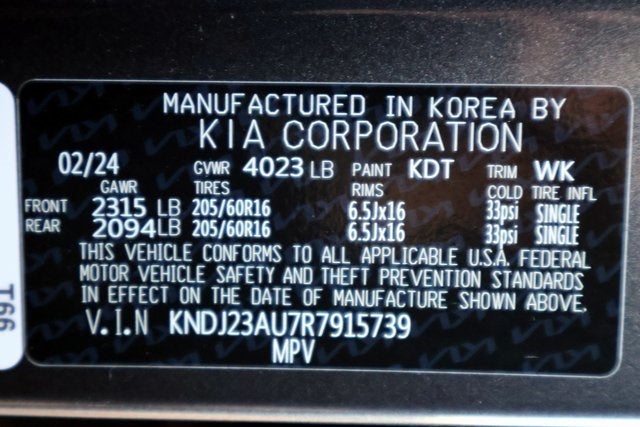 MANUFACTURED IN KOREA BY
KIA CORPORATION
02/24 GVWR 4023 LB PAINT KDT TRIM WK
GAWR TIRES RIMS COLD TIRE INFL
FRONT 2315 LB 205/60R16 6.5Jx16 33psi SINGLE
REAR 2094 LB 205/60R16 6.5Jx16 33psi SINGLE
THIS VEHICLE CONFORMS TO ALL APPLICABLE U.S.A. FEDERAL
MOTOR VEHICLE SAFETY AND THEFT PREVENTION STANDARDS
IN EFFECT ON THE DATE OF MANUFACTURE SHOWN ABOVE.
V.I.N KNDJ23AU7R7915739
MPV
T66